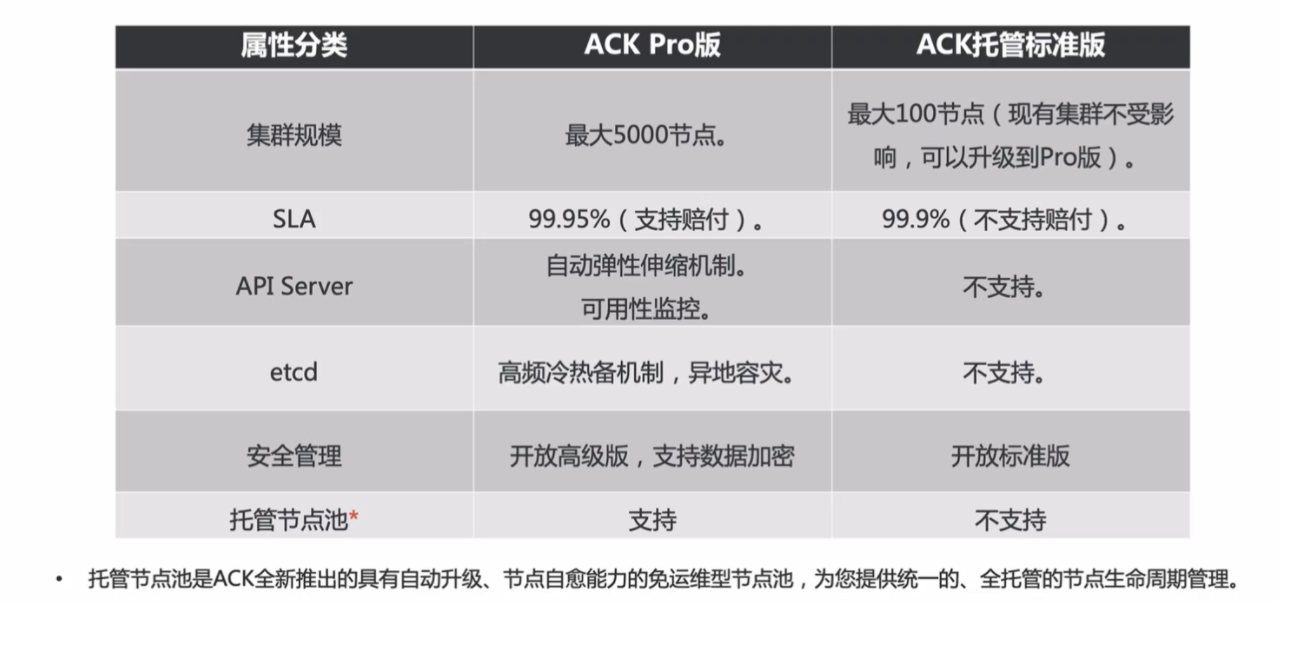 属性分类 ACK Pro版 ACK托管标准版
集群规模 最大5000节点。 最大100节点（现有集群不受影
响，可以升级到Pro版）。
SLA 99.95%（支持赔付）。 99.9%（不支持赔付）。
API Server 自动弹性伸缩机制。 不支持。
可用性监控。
etcd 高频冷热备机制，异地容灾。 不支持。
安全管理 开放高级版，支持数据加密 开放标准版
托管节点池* 支持 不支持
• 托管节点池是ACK全新推出的具有自动升级、节点自愈能力的免运维型节点池，为您提供统一的、全托管的节点生命周期管理。